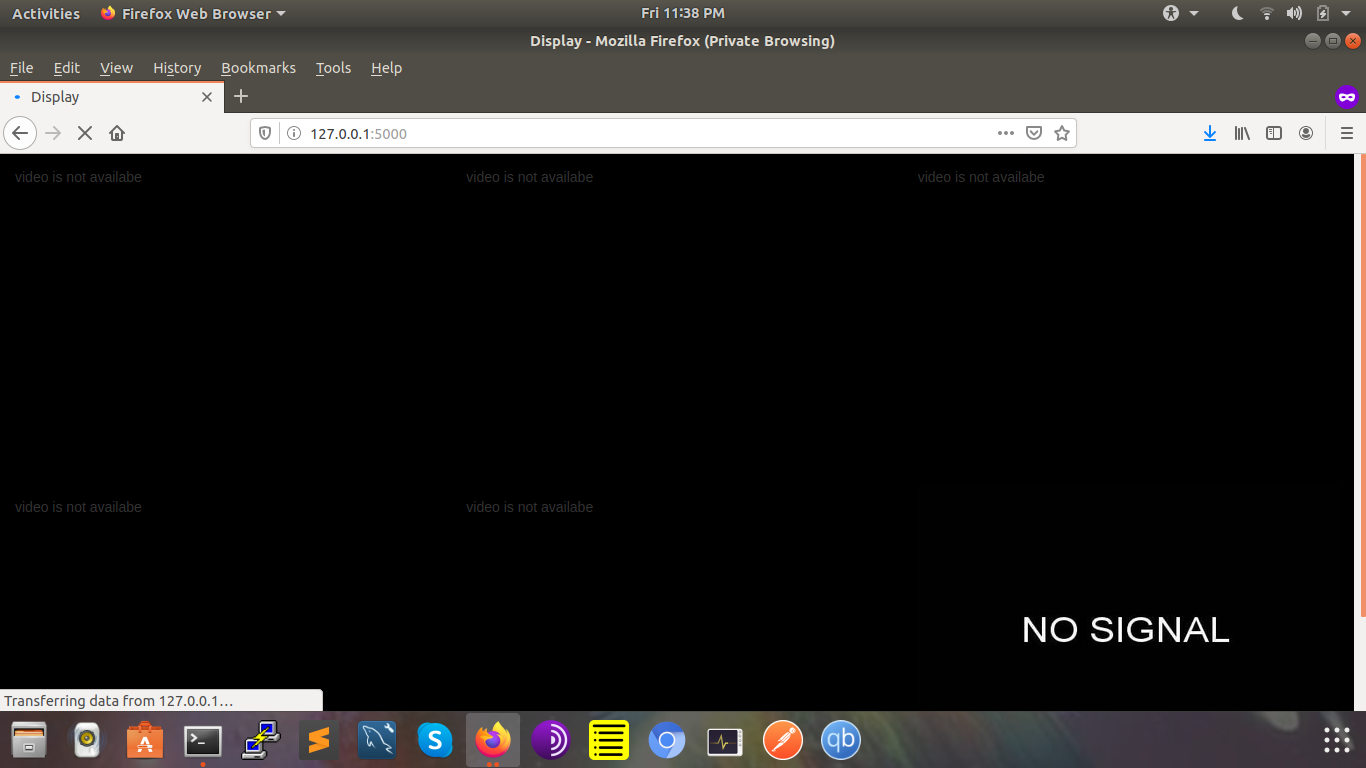 Activities Firefox Web Browser Fri 11:38 PM
Display - Mozilla Firefox (Private Browsing)
File Edit View History Bookmarks Tools Help
Display
127.0.0.1:5000
video is not availabe video is not availabe video is not availabe
video is not availabe video is not availabe
NO SIGNAL
Transferring data from 127.0.0.1…
S
qb